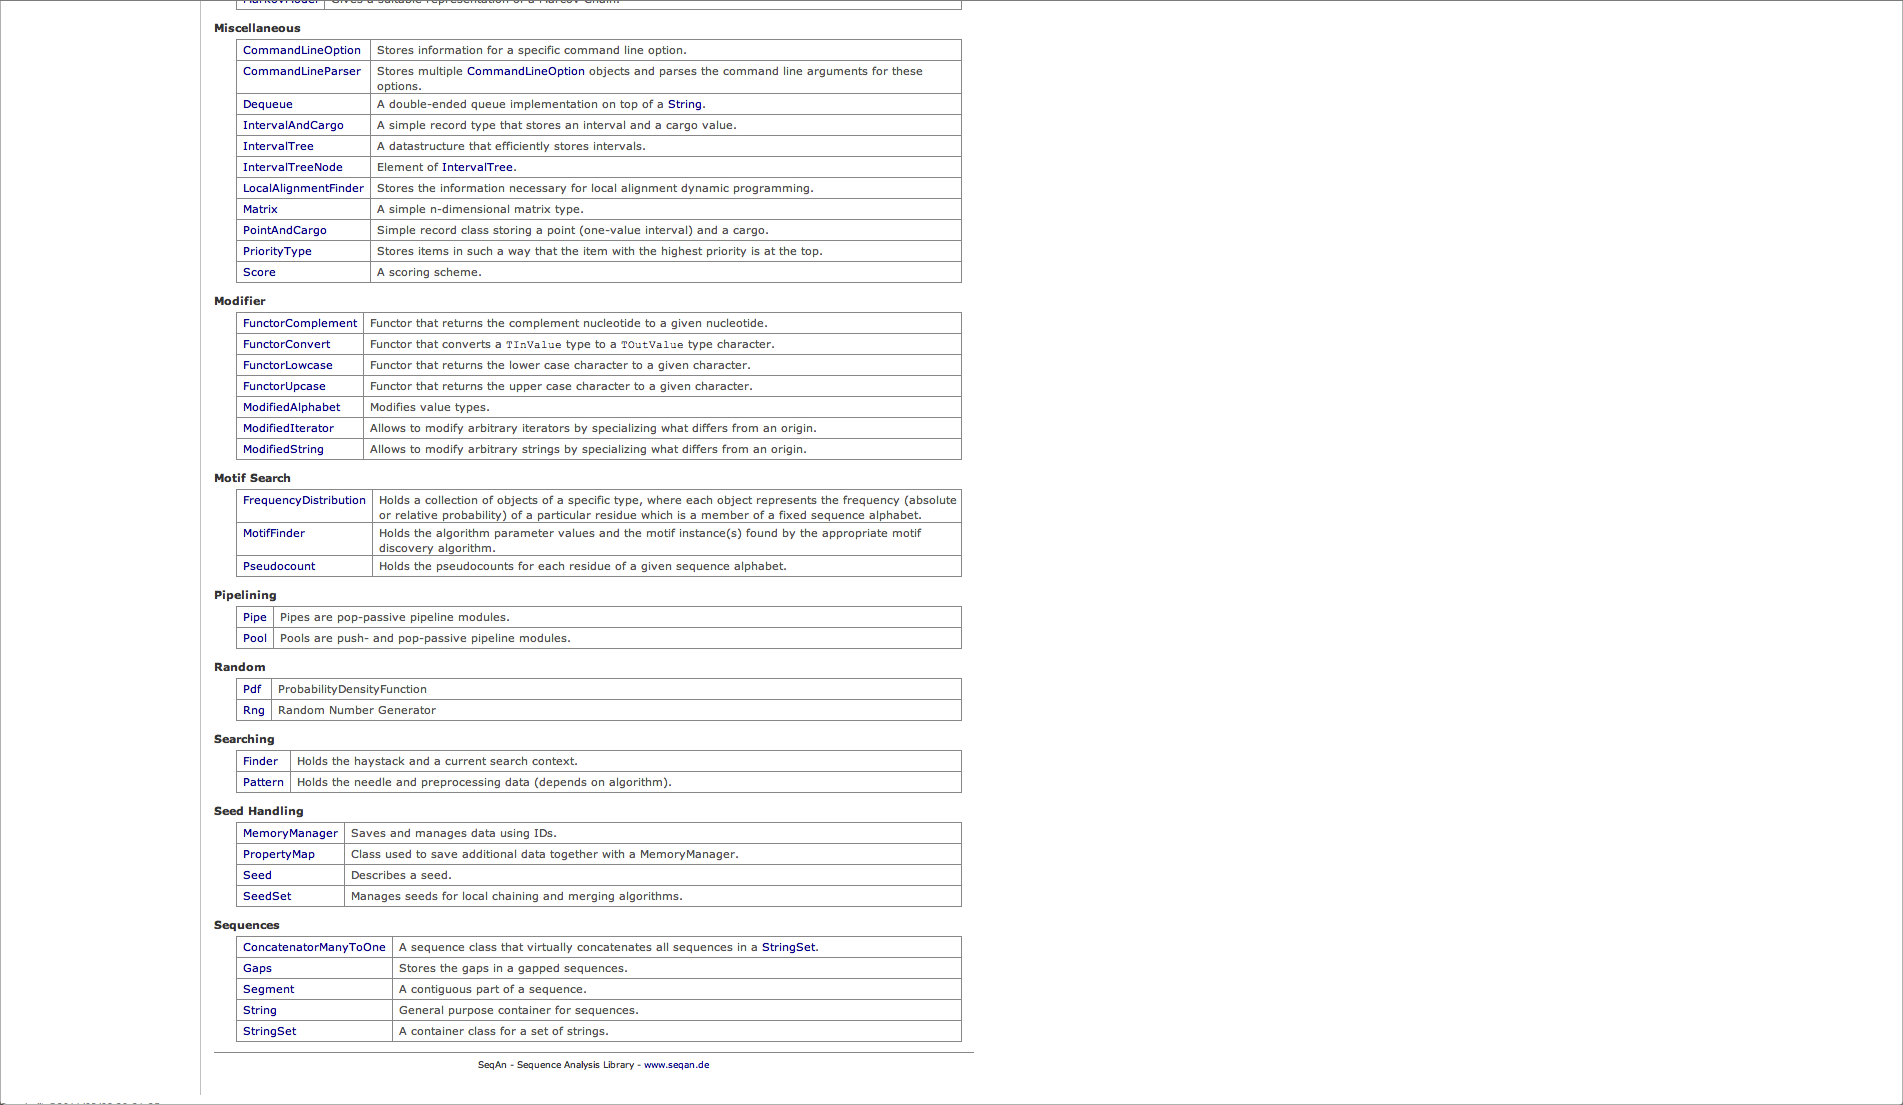 MarkovModel Gives a suitable representation of a Marcov Chain.
Miscellaneous
CommandLineOption Stores information for a specific command line option.
CommandLineParser Stores multiple CommandLineOption objects and parses the command line arguments for these
options.
Dequeue A double-ended queue implementation on top of a String.
IntervalAndCargo A simple record type that stores an interval and a cargo value.
IntervalTree A datastructure that efficiently stores intervals.
IntervalTreeNode Element of IntervalTree.
LocalAlignmentFinder Stores the information necessary for local alignment dynamic programming.
Matrix A simple n-dimensional matrix type.
PointAndCargo Simple record class storing a point (one-value interval) and a cargo.
PriorityType Stores items in such a way that the item with the highest priority is at the top.
Score A scoring scheme.
Modifier
FunctorComplement Functor that returns the complement nucleotide to a given nucleotide.
FunctorConvert Functor that converts a TInValue type to a TOutValue type character.
FunctorLowcase Functor that returns the lower case character to a given character.
FunctorUpcase Functor that returns the upper case character to a given character.
ModifiedAlphabet Modifies value types.
ModifiedIterator Allows to modify arbitrary iterators by specializing what differs from an origin.
ModifiedString Allows to modify arbitrary strings by specializing what differs from an origin.
Motif Search
FrequencyDistribution Holds a collection of objects of a specific type, where each object represents the frequency (absolute
or relative probability) of a particular residue which is a member of a fixed sequence alphabet.
MotifFinder Holds the algorithm parameter values and the motif instance(s) found by the appropriate motif
discovery algorithm.
Pseudocount Holds the pseudocounts for each residue of a given sequence alphabet.
Pipelining
Pipe Pipes are pop-passive pipeline modules.
Pool Pools are push- and pop-passive pipeline modules.
Random
Pdf ProbabilityDensityFunction
Rng Random Number Generator
Searching
Finder Holds the haystack and a current search context.
Pattern Holds the needle and preprocessing data (depends on algorithm).
Seed Handling
MemoryManager Saves and manages data using IDs.
PropertyMap Class used to save additional data together with a MemoryManager.
Seed Describes a seed.
SeedSet Manages seeds for local chaining and merging algorithms.
Sequences
ConcatenatorManyToOne A sequence class that virtually concatenates all sequences in a StringSet.
Gaps Stores the gaps in a gapped sequences.
Segment A contiguous part of a sequence.
String General purpose container for sequences.
StringSet A container class for a set of strings.
SeqAn - Sequence Analysis Library - www.seqan.de